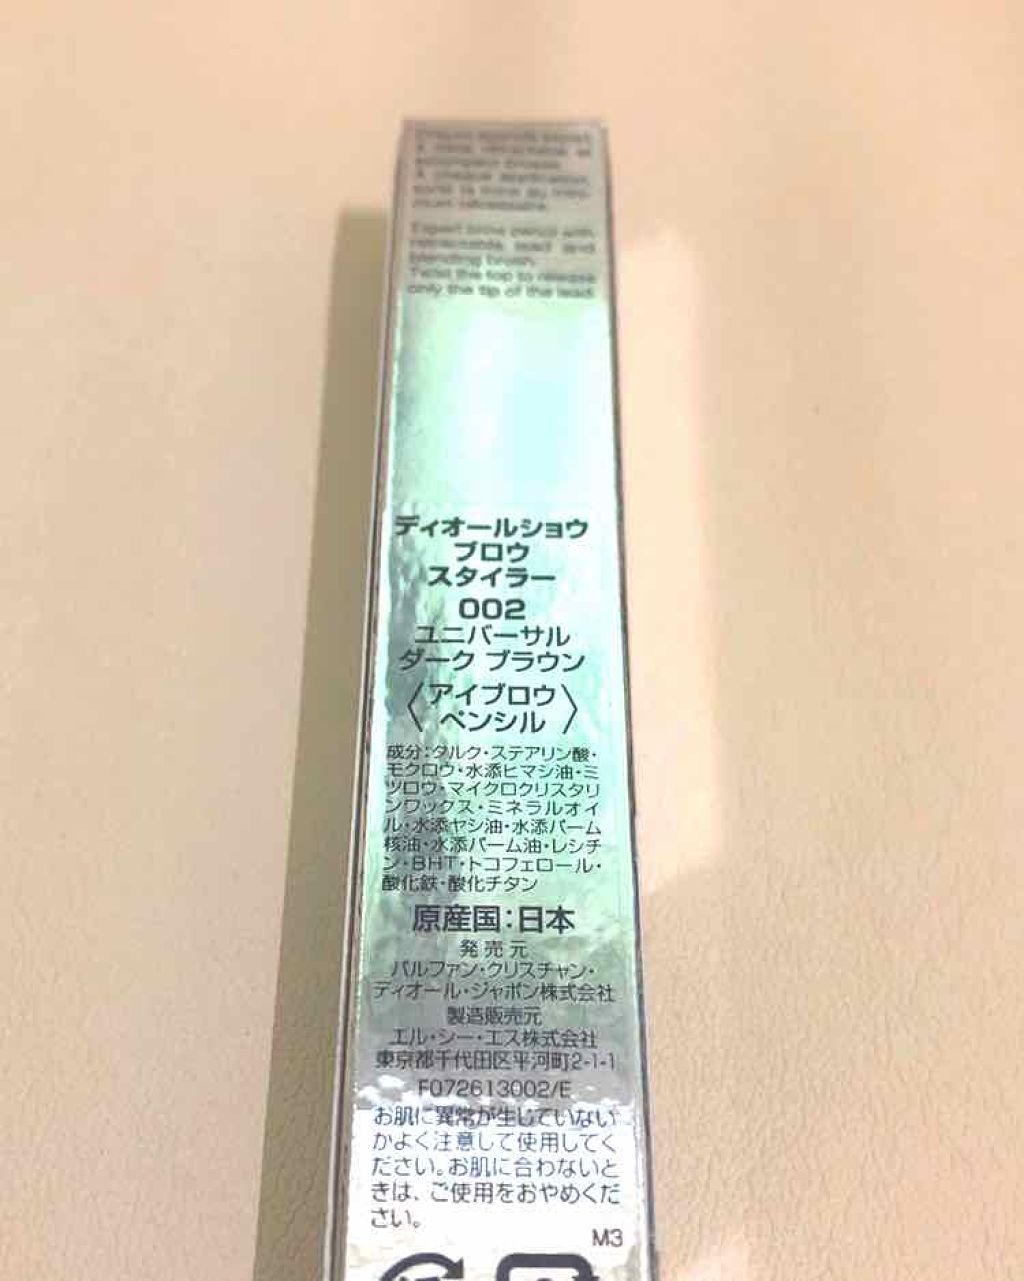 A chaque application,
sort la mine au mini-
mum nécessaire.
Expert brow pencil with
retractable lead and
blending brush.
Twist the top to release
only the tip of the lead.
ディオールショウ
ブロウ
スタイラー
002
ユニバーサル
ダーク ブラウン
〈アイブロウ
ペンシル〉
成分:タルク・ステアリン酸・
モクロウ・水添ヒマシ油・ミ
ツロウ・マイクロクリスタリ
ンワックス・ミネラルオイ
ル・水添ヤシ油・水添パーム
核油・水添パーム油・レシチ
ン・BHT・トコフェロール・
酸化鉄・酸化チタン
原産国:日本
発売元
パルファン・クリスチャン・
ディオール・ジャポン株式会社
製造販売元
エル・シー・エス株式会社
東京都千代田区平河町2-1-1
F072613002/E
お肌に異常が生じていない
かよく注意して使用してく
ださい。お肌に合わないと
きは、ご使用をおやめくだ
さい。
M3